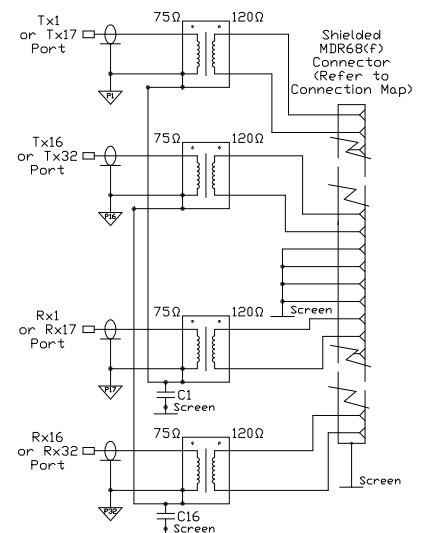 Tx1
or Tx17
Port
75Ω
120Ω
Shielded
MDR68(f)
Connector
(Refer to
Connection Map)
P1
Tx16
or Tx32
Port
75Ω
120Ω
P16
Screen
Rx1
or Rx17
Port
75Ω
120Ω
P17
C1
Screen
Rx16
or Rx32
Port
75Ω
120Ω
Screen
P32
C16
Screen